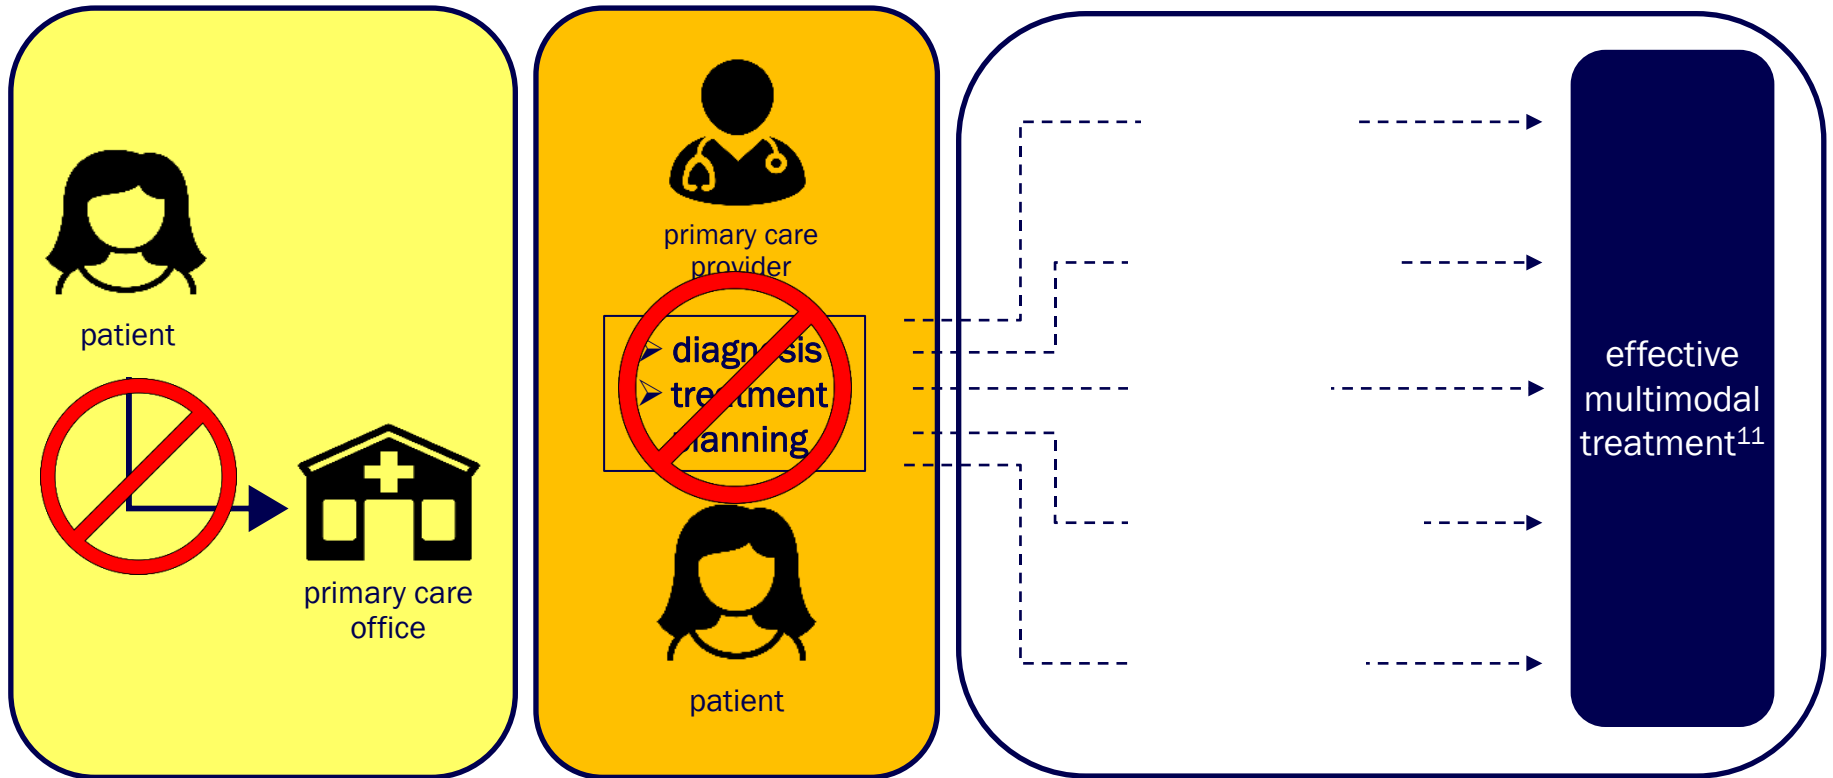 patient
primary care
office
primary care
provider
➢ diagnosis
➢ treatment
planning
patient
effective
multimodal
treatment11